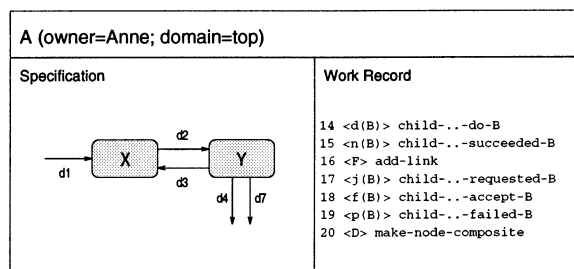 A (owner=Anne; domain=top)
Specification
Work Record
d1
X
d2
d3
Y
d4
d7
14 <d(B)> child-..-do-B
15 <n(B)> child-..-succeeded-B
16 <F> add-link
17 <j(B)> child-..-requested-B
18 <f(B)> child-..-accept-B
19 <p(B)> child-..-failed-B
20 <D> make-node-composite